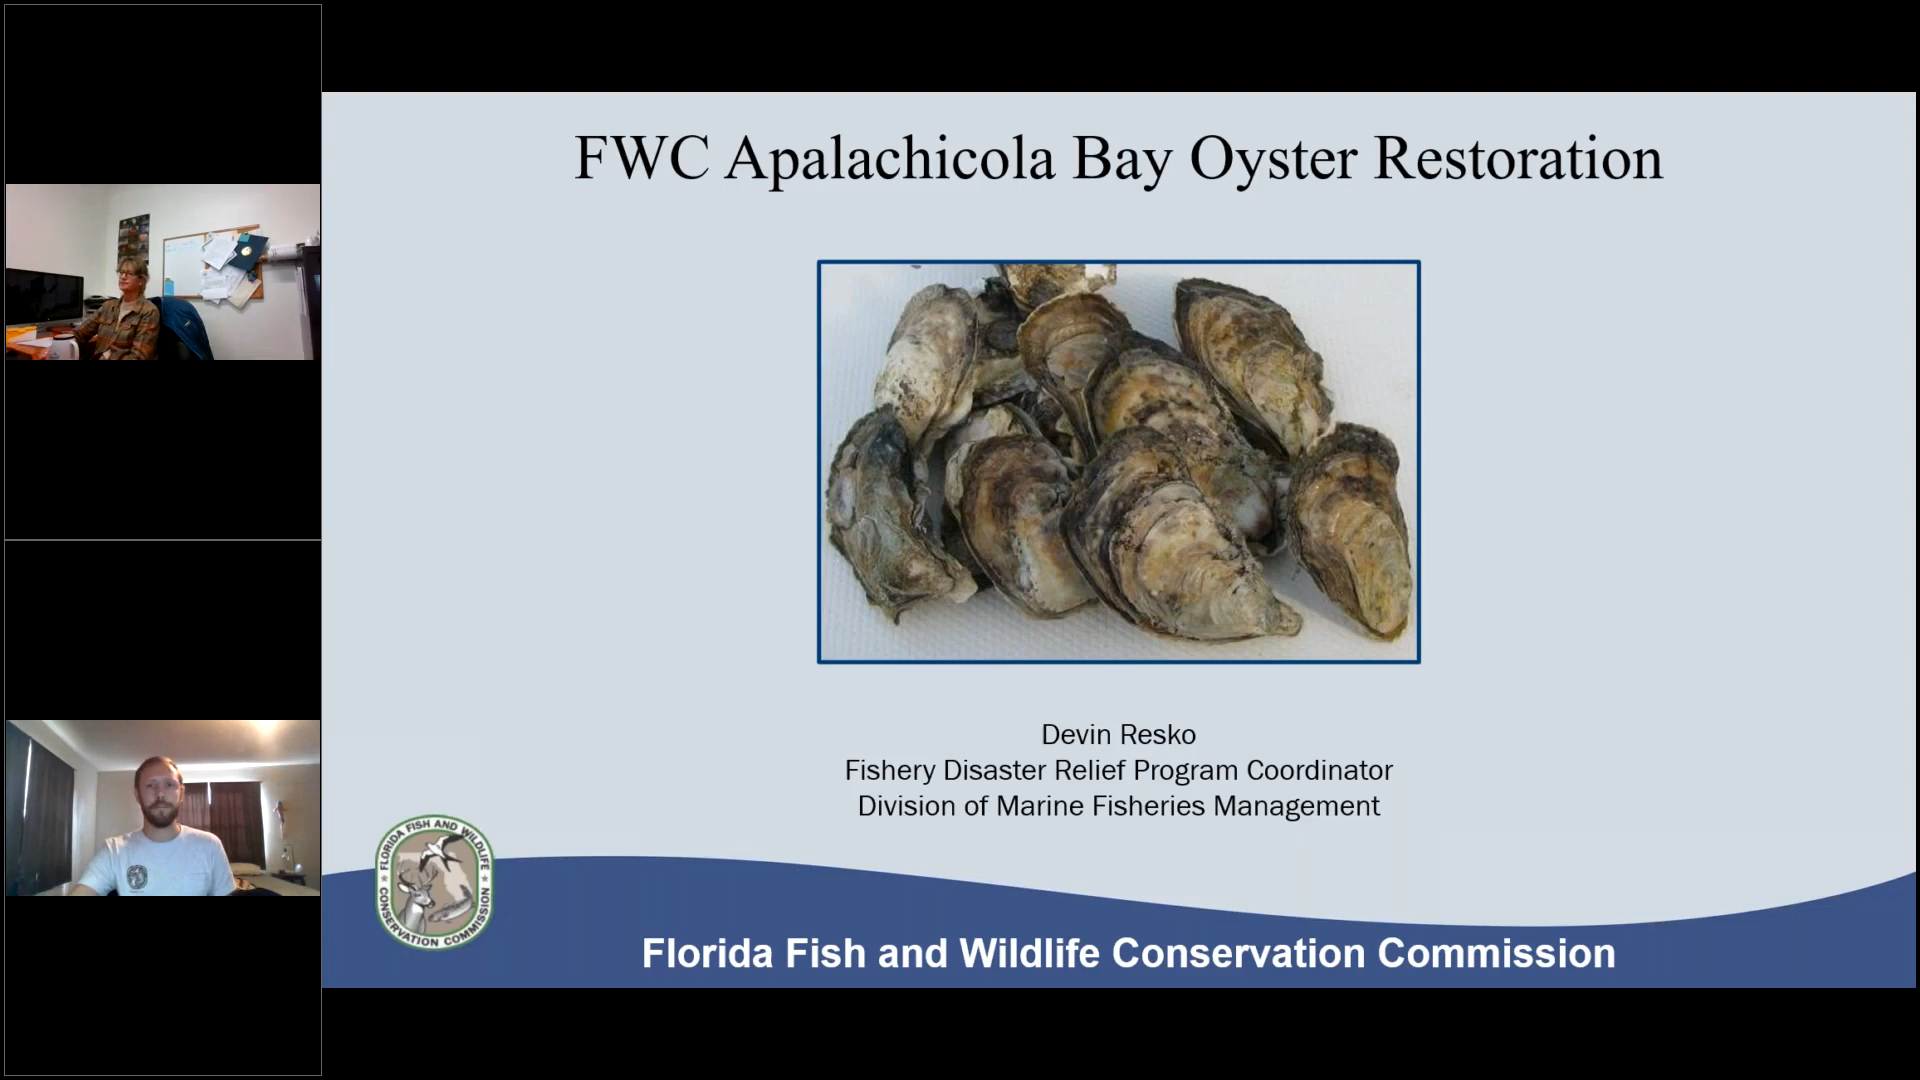 FWC Apalachicola Bay Oyster Restoration
Devin Resko
Fishery Disaster Relief Program Coordinator
Division of Marine Fisheries Management
FLORIDA FISH AND WILDLIFE
CONSERVATION COMMISSION
Florida Fish and Wildlife Conservation Commission